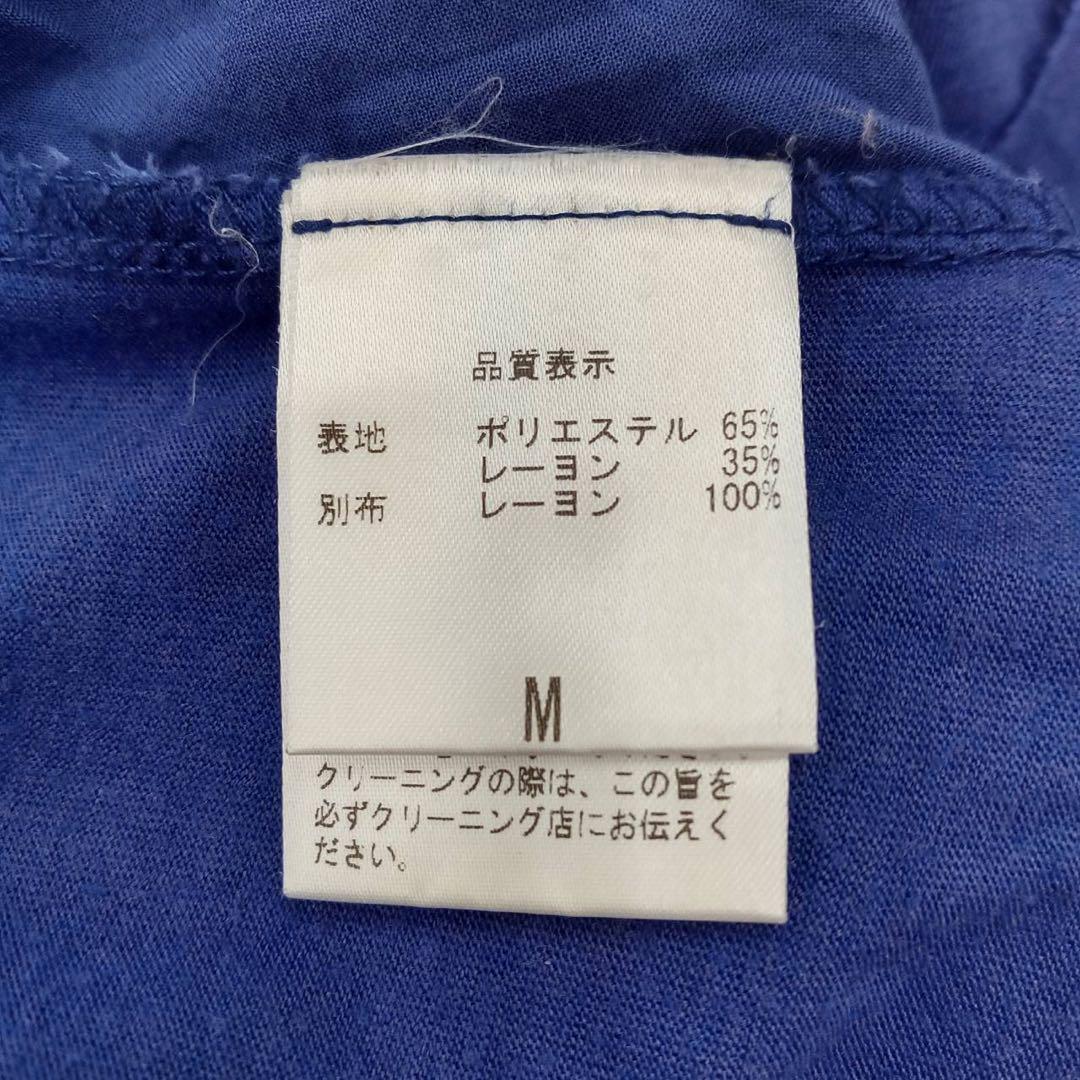 品質表示
表地 ポリエステル 65%
レーヨン 35%
別布 レーヨン 100%
M
クリーニングの際は、この旨を
必ずクリーニング店にお伝えく
ださい。